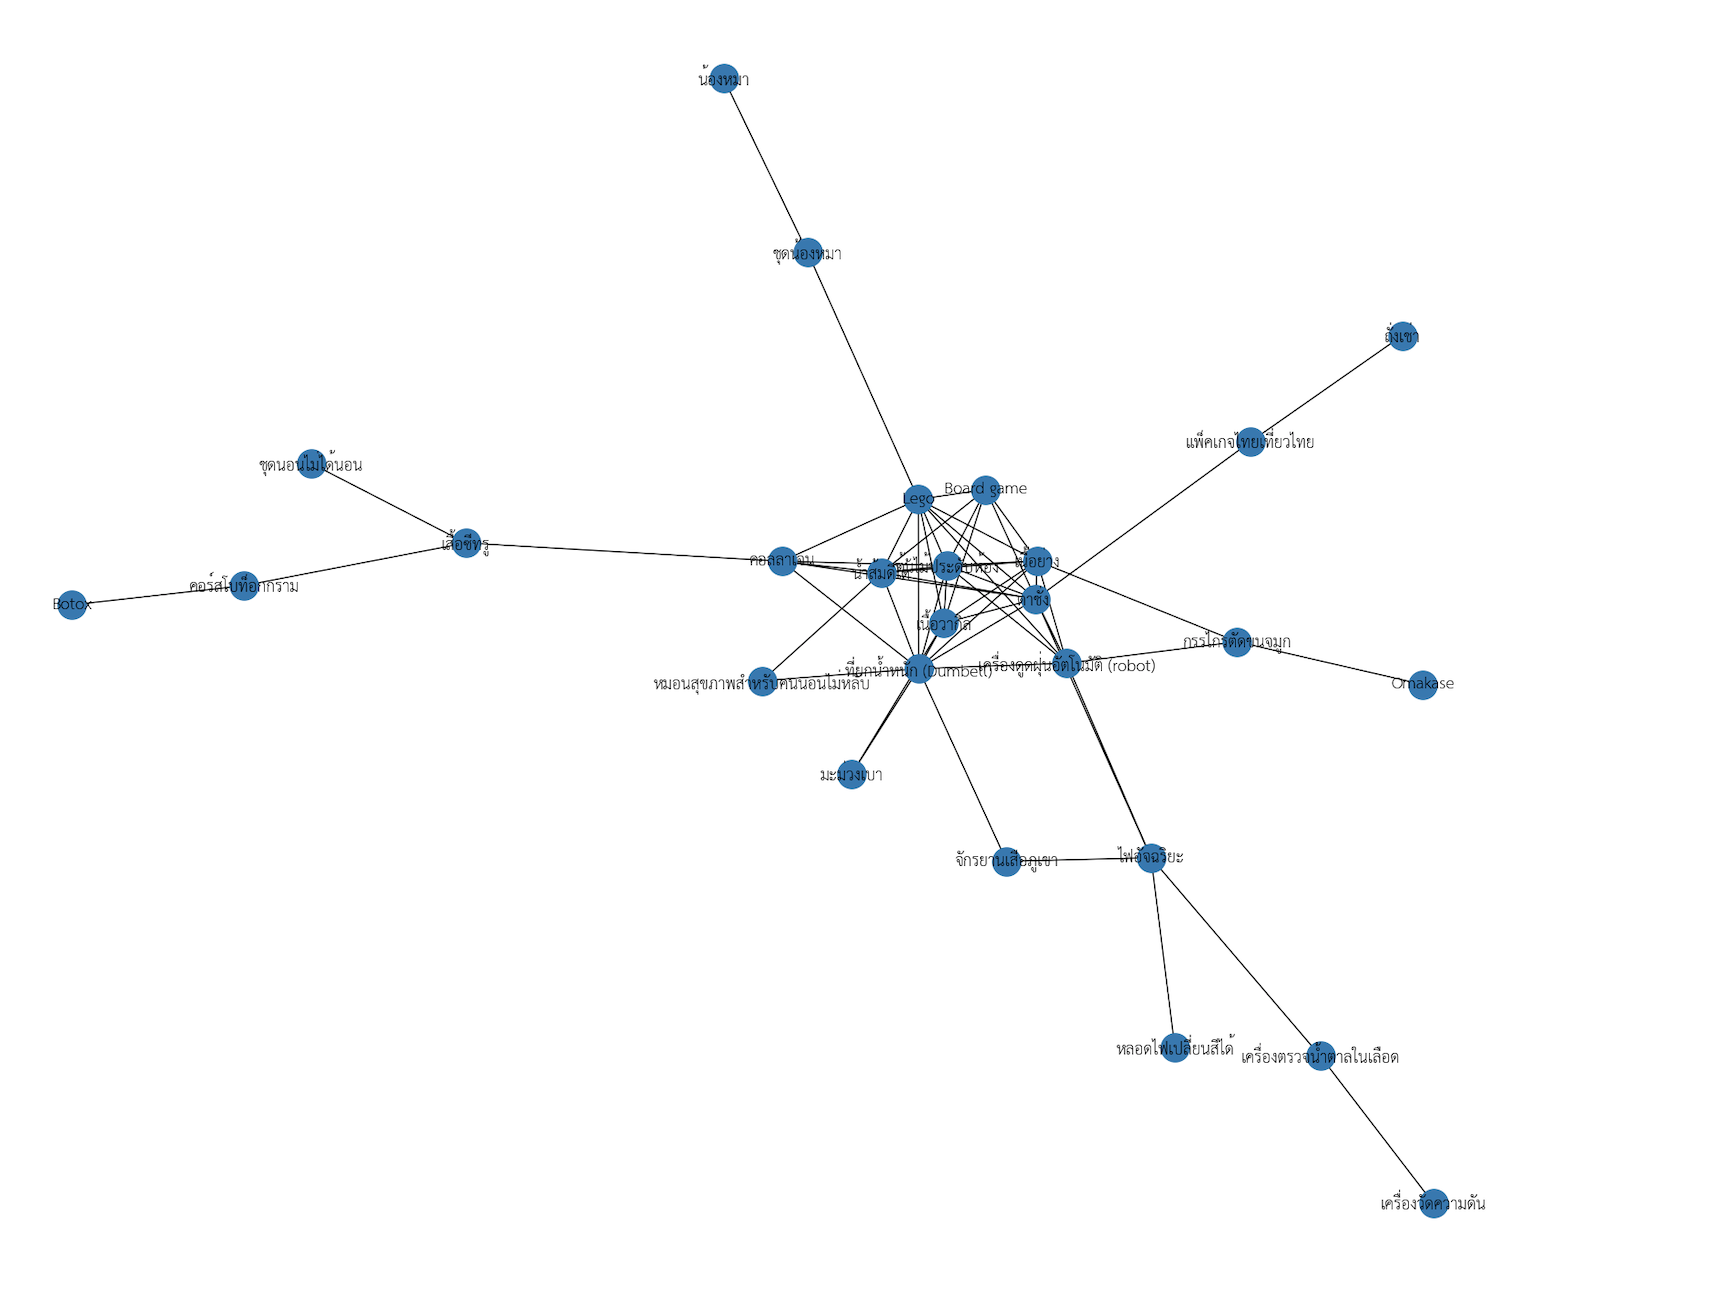 น้องหมา
ชุดน้องหมา
ถั่งเช่า
แพ็คเกจไทยเที่ยวไทย
ชุดนอนไม่ได้นอน
Board game
Lego
เสื้อซีทรู
คอลลาเจน
น้ำส้มดีโด้
ต้นไม้ประดับห้อง
คอร์สโบท็อกกราม
Botox
ตาชั่ง
เนื้อวากิว
กรรไกรตัดขนจมูก
เครื่องดูดฝุ่นอัตโนมัติ (robot)
ที่ยกน้ำหนัก (Dumbell)
หมอนสุขภาพสำหรับคนนอนไม่หลับ
Omakase
มะม่วงเบา
จักรยานเสือภูเขา
ไฟอัจฉริยะ
หลอดไฟเปลี่ยนสีได้
เครื่องตรวจน้ำตาลในเลือด
เครื่องวัดความดัน